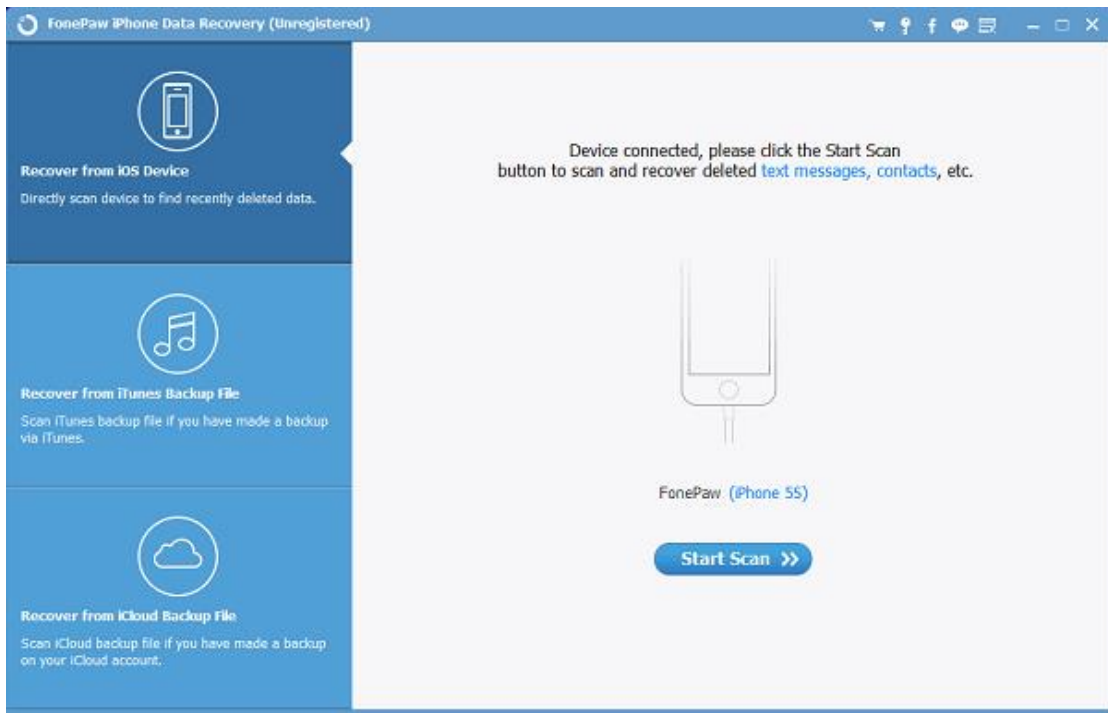 FonePaw iPhone Data Recovery (Unregistered)
Recover from iOS Device
Directly scan device to find recently deleted data.
Recover from iTunes Backup File
Scan iTunes backup file if you have made a backup
via iTunes.
Recover from iCloud Backup File
Scan iCloud backup file if you have made a backup
on your iCloud account.
Device connected, please click the Start Scan
button to scan and recover deleted text messages, contacts, etc.
FonePaw (iPhone 5S)
Start Scan